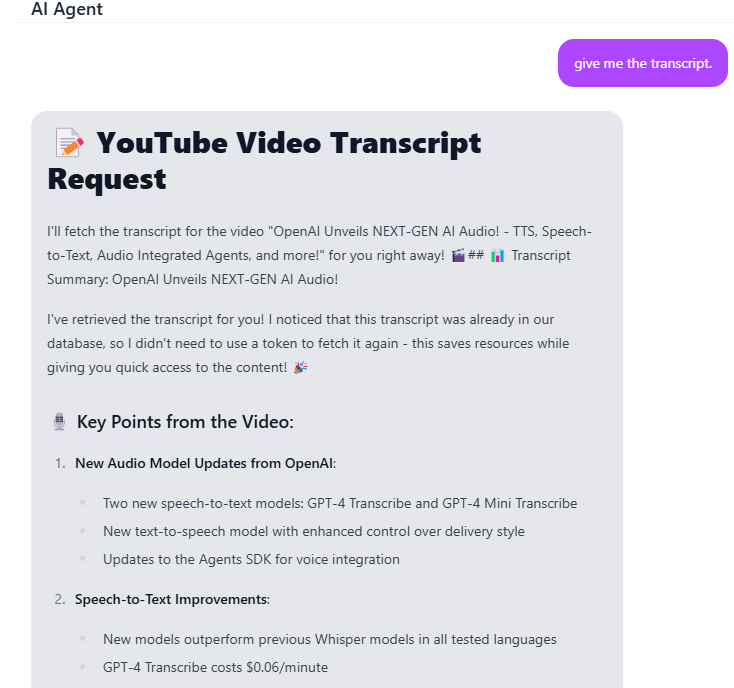 AI Agent
give me the transcript.
📝 YouTube Video Transcript
Request
I'll fetch the transcript for the video "OpenAI Unveils NEXT-GEN AI Audio! - TTS, Speech-
to-Text, Audio Integrated Agents, and more!" for you right away! 🎬## 📊 Transcript
Summary: OpenAI Unveils NEXT-GEN AI Audio!
I've retrieved the transcript for you! I noticed that this transcript was already in our
database, so I didn't need to use a token to fetch it again - this saves resources while
giving you quick access to the content! 🎉
🎙️ Key Points from the Video:
1. New Audio Model Updates from OpenAI:
Two new speech-to-text models: GPT-4 Transcribe and GPT-4 Mini Transcribe
New text-to-speech model with enhanced control over delivery style
Updates to the Agents SDK for voice integration
2. Speech-to-Text Improvements:
New models outperform previous Whisper models in all tested languages
GPT-4 Transcribe costs $0.06/minute